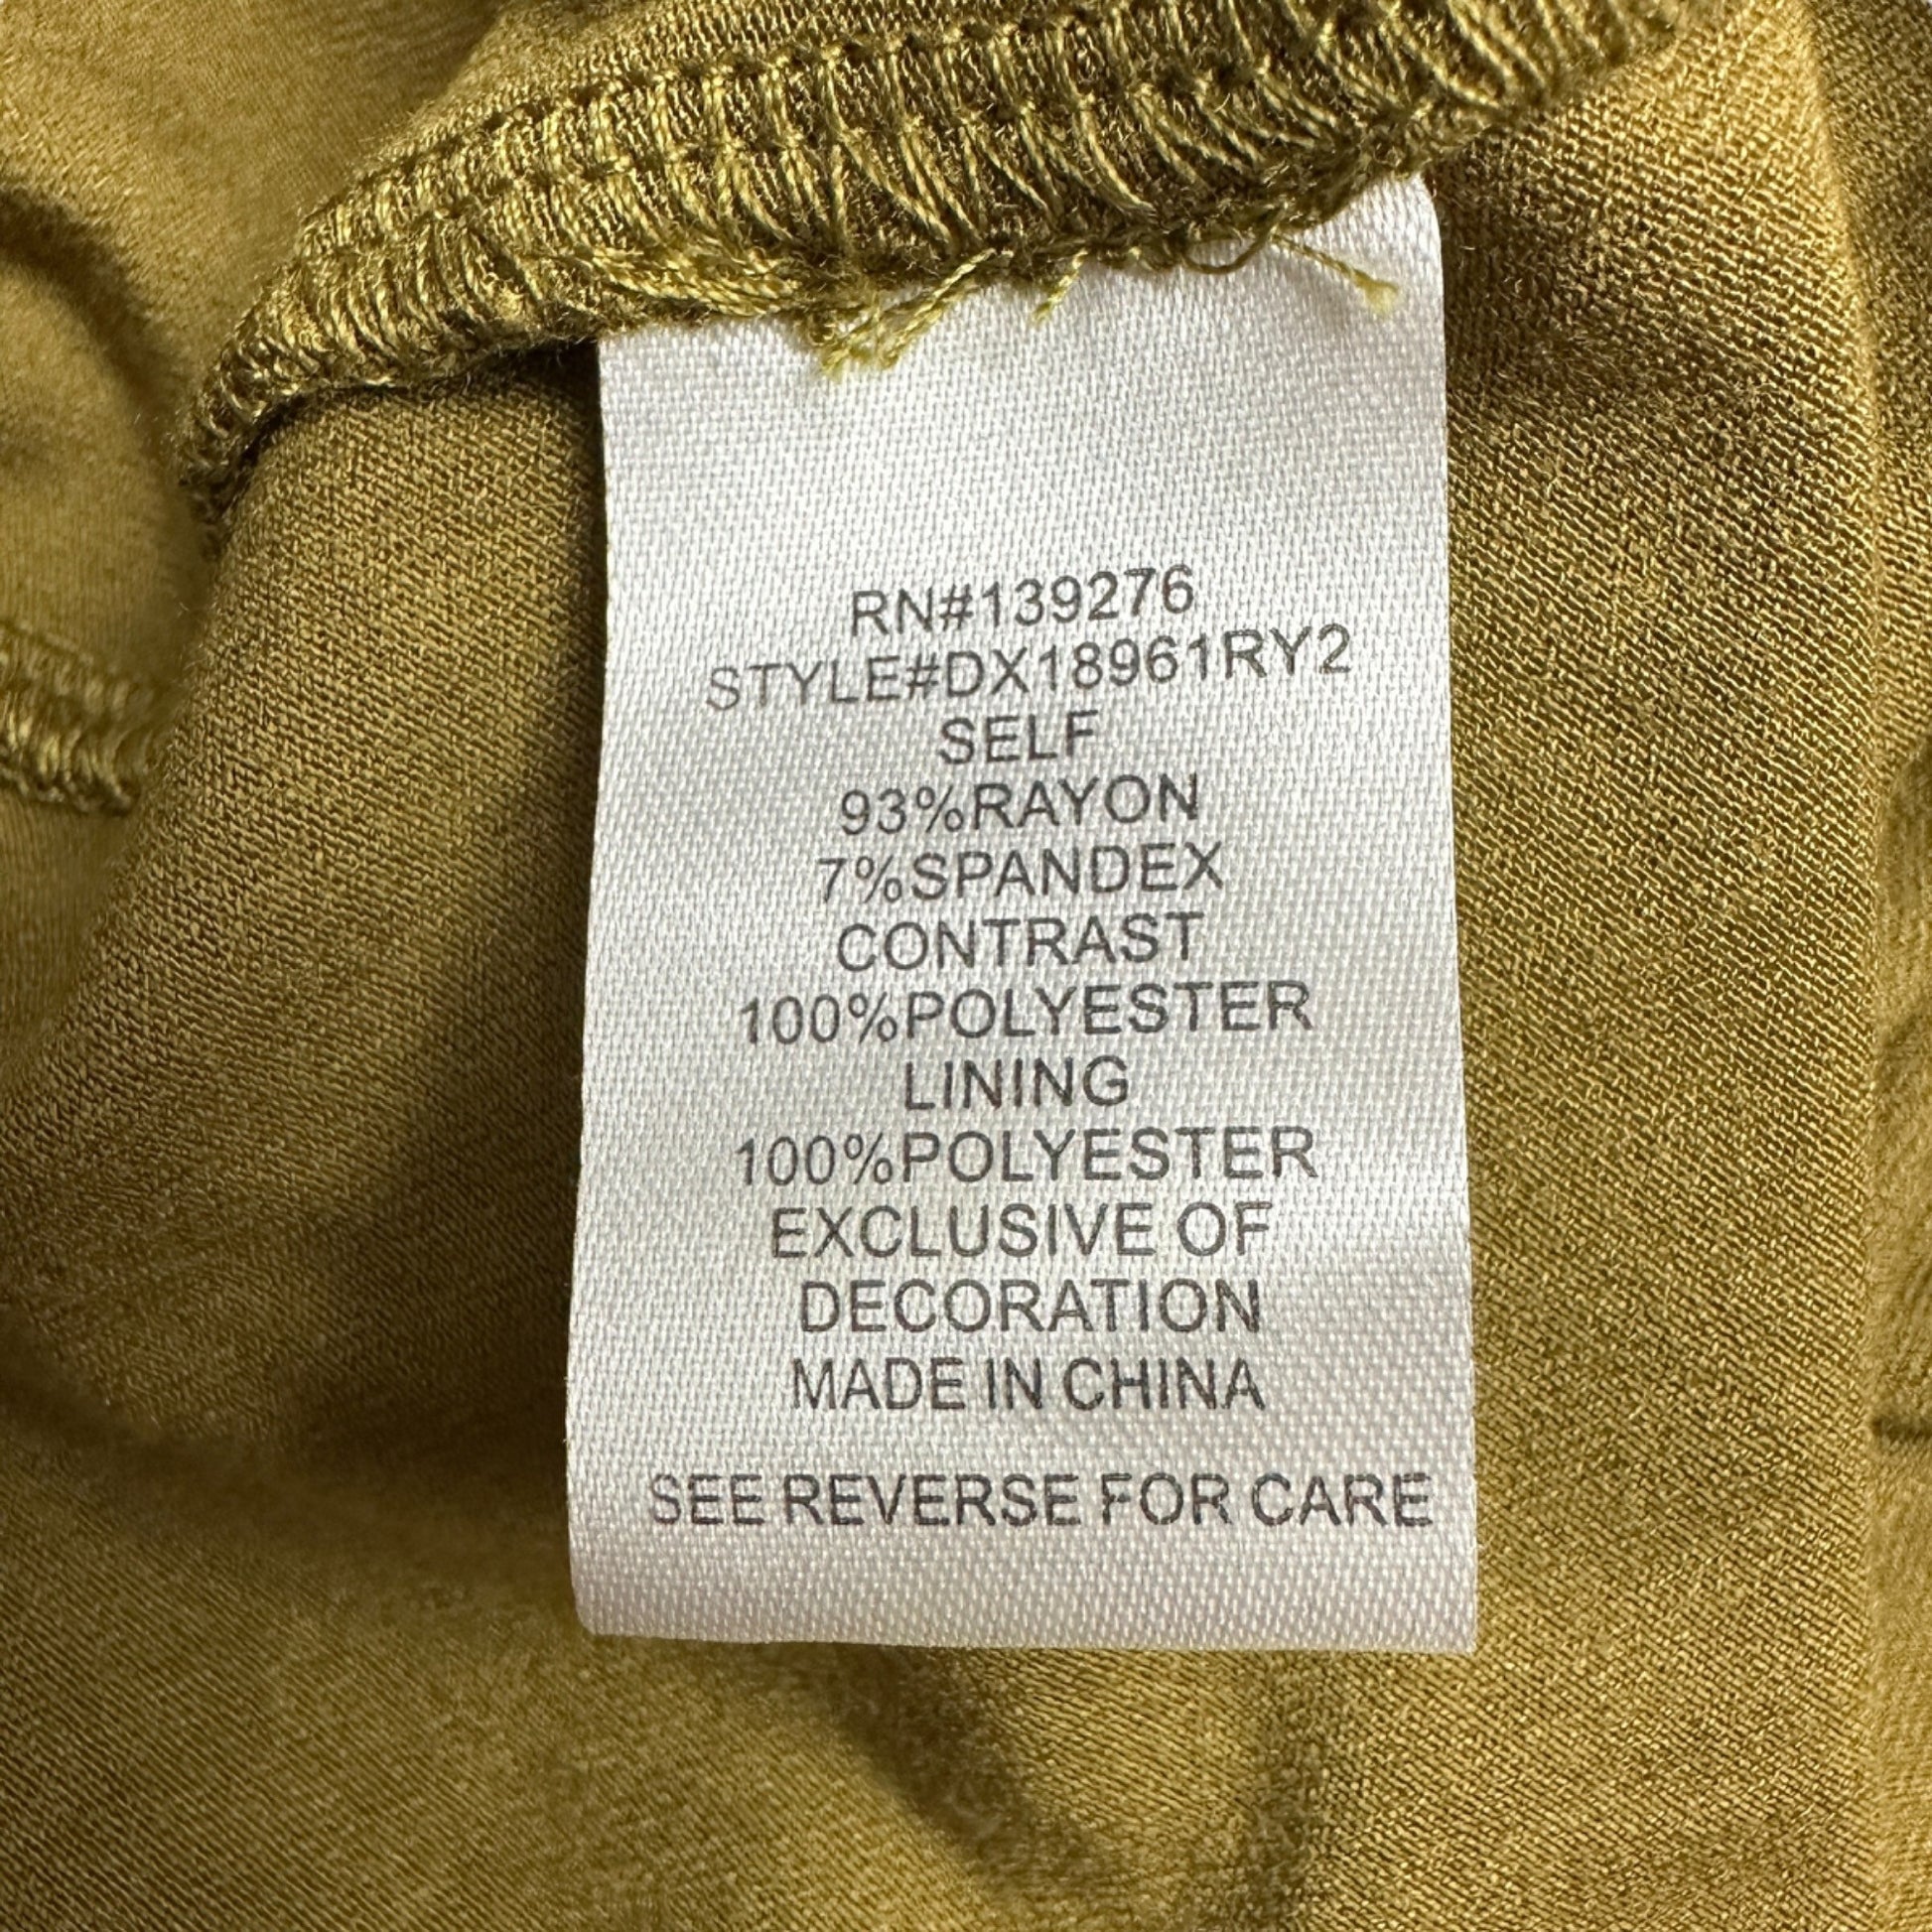 RN#139276
STYLE#DX18961RY2
SELF
93%RAYON
7%SPANDEX
CONTRAST
100%POLYESTER
LINING
100%POLYESTER
EXCLUSIVE OF
DECORATION
MADE IN CHINA
SEE REVERSE FOR CARE